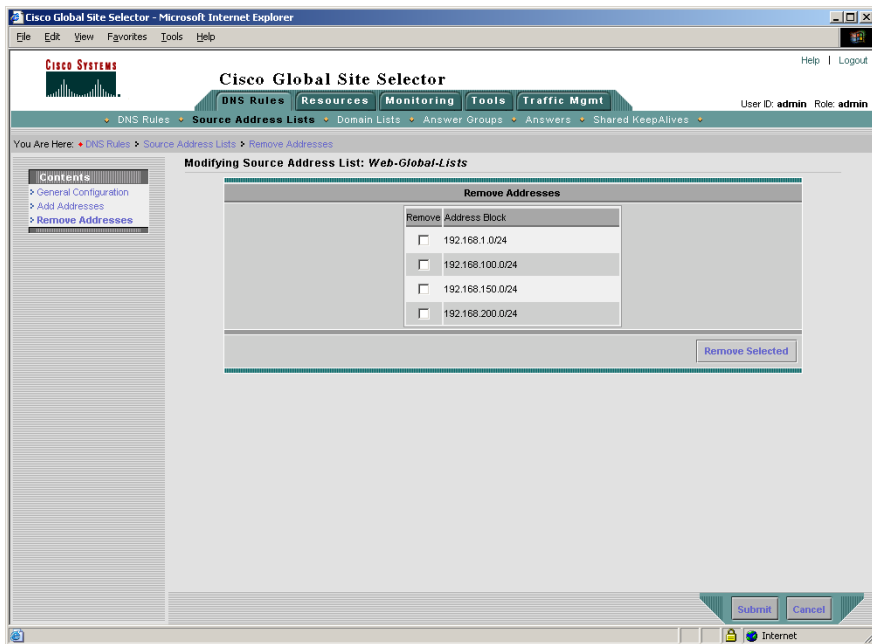 Cisco Global Site Selector - Microsoft Internet Explorer
File Edit View Favorites Tools Help
CISCO SYSTEMS
Help | Logout
Cisco Global Site Selector
DNS Rules Resources Monitoring Tools Traffic Mgmt
User ID: admin Role: admin
DNS Rules Source Address Lists Domain Lists Answer Groups Answers Shared KeepAlives
You Are Here: DNS Rules Source Address Lists Remove Addresses
Modifying Source Address List: Web-Global-Lists
Contents
General Configuration
Add Addresses
Remove Addresses
Remove Addresses
Remove Address Block
192.168.1.0/24
192.168.100.0/24
192.168.150.0/24
192.168.200.0/24
Remove Selected
Submit Cancel
Internet